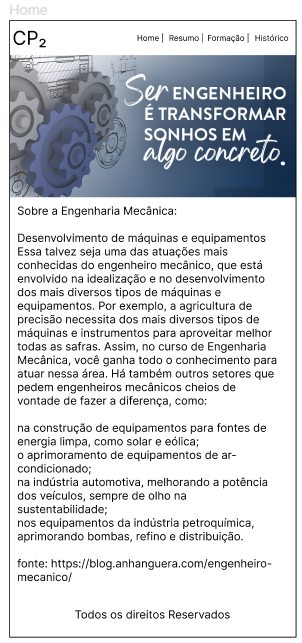 Home
CP₂
Home | Resumo | Formação | Histórico
Ser ENGENHEIRO
É TRANSFORMAR
SONHOS EM
algo concreto.
Sobre a Engenharia Mecânica:
Desenvolvimento de máquinas e equipamentos
Essa talvez seja uma das atuações mais
conhecidas do engenheiro mecânico, que está
envolvido na idealização e no desenvolvimento
dos mais diversos tipos de máquinas e
equipamentos. Por exemplo, a agricultura de
precisão necessita dos mais diversos tipos de
máquinas e instrumentos para aproveitar melhor
todas as safras. Assim, no curso de Engenharia
Mecânica, você ganha todo o conhecimento para
atuar nessa área. Há também outros setores que
pedem engenheiros mecânicos cheios de
vontade de fazer a diferença, como:
na construção de equipamentos para fontes de
energia limpa, como solar e eólica;
o aprimoramento de equipamentos de ar-
condicionado;
na indústria automotiva, melhorando a potência
dos veículos, sempre de olho na
sustentabilidade;
nos equipamentos da indústria petroquímica,
aprimorando bombas, refino e distribuição.
fonte: https://blog.anhanguera.com/engenheiro-
mecanico/
Todos os direitos Reservados